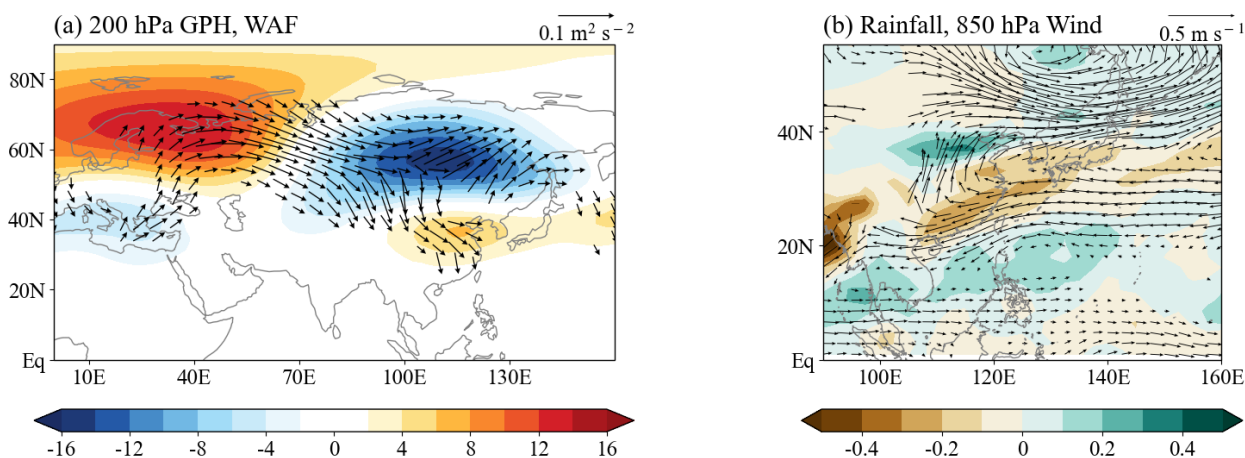 (a) 200 hPa GPH, WAF
0.1 m² s⁻²
80N
60N
40N
20N
Eq
10E 40E 70E 100E 130E
-16 -12 -8 -4 0 4 8 12 16
(b) Rainfall, 850 hPa Wind
0.5 m s⁻¹
40N
20N
Eq
100E 120E 140E 160E
-0.4 -0.2 0 0.2 0.4